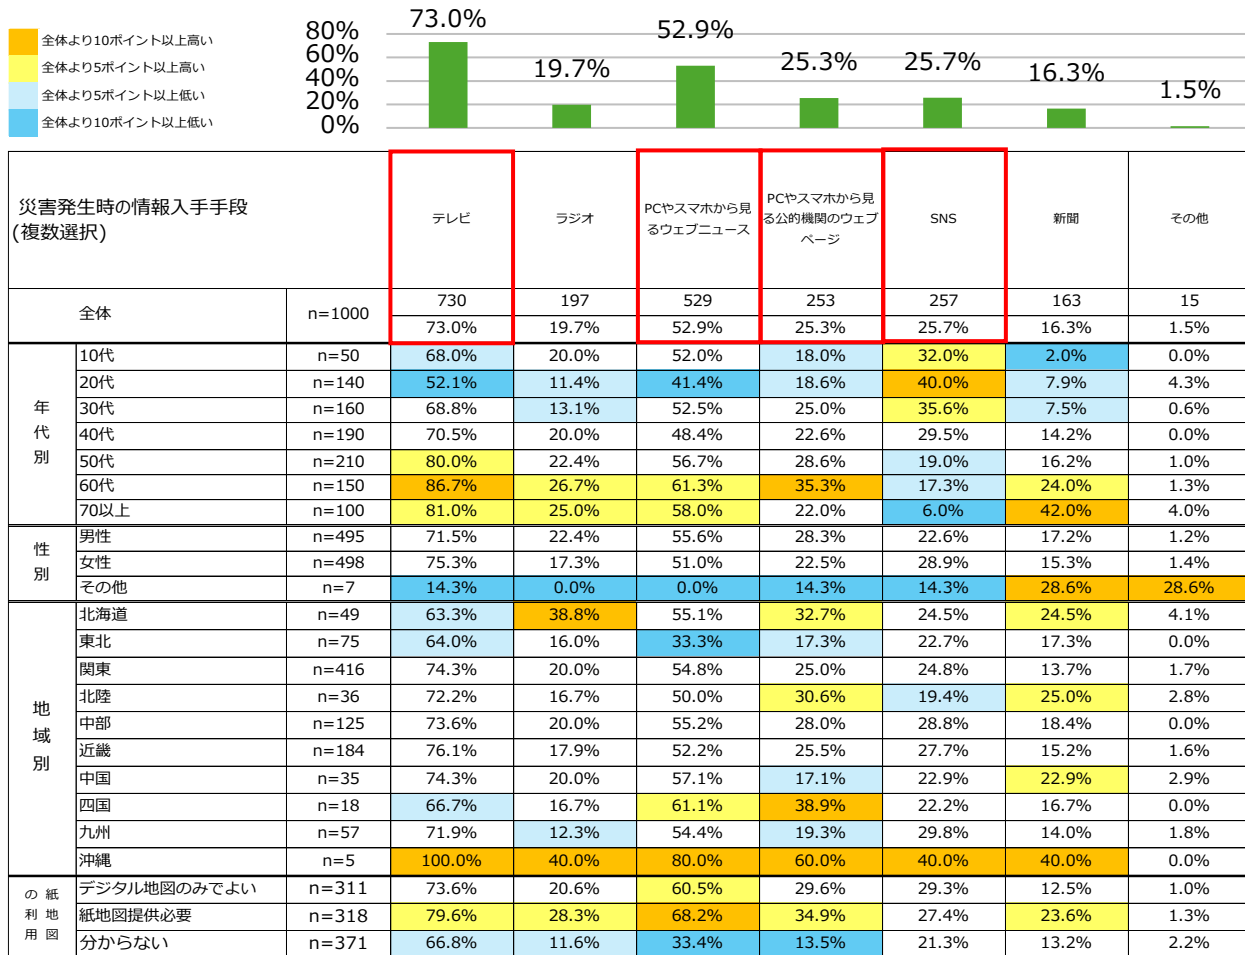 全体より10ポイント以上高い
全体より5ポイント以上高い
全体より5ポイント以上低い
全体より10ポイント以上低い
80%
60%
40%
20%
0%
73.0%
19.7%
52.9%
25.3%
25.7%
16.3%
1.5%
災害発生時の情報入手手段
(複数選択)
テレビ
ラジオ
PCやスマホから見
るウェブニュース
PCやスマホから見
る公的機関のウェブ
ページ
SNS
新聞
その他
全体 n=1000 730 197 529 253 257 163 15
73.0% 19.7% 52.9% 25.3% 25.7% 16.3% 1.5%
年代別
10代 n=50 68.0% 20.0% 52.0% 18.0% 32.0% 2.0% 0.0%
20代 n=140 52.1% 11.4% 41.4% 18.6% 40.0% 7.9% 4.3%
30代 n=160 68.8% 13.1% 52.5% 25.0% 35.6% 7.5% 0.6%
40代 n=190 70.5% 20.0% 48.4% 22.6% 29.5% 14.2% 0.0%
50代 n=210 80.0% 22.4% 56.7% 28.6% 19.0% 16.2% 1.0%
60代 n=150 86.7% 26.7% 61.3% 35.3% 17.3% 24.0% 1.3%
70以上 n=100 81.0% 25.0% 58.0% 22.0% 6.0% 42.0% 4.0%
性別
男性 n=495 71.5% 22.4% 55.6% 28.3% 22.6% 17.2% 1.2%
女性 n=498 75.3% 17.3% 51.0% 22.5% 28.9% 15.3% 1.4%
その他 n=7 14.3% 0.0% 0.0% 14.3% 14.3% 28.6% 28.6%
地域別
北海道 n=49 63.3% 38.8% 55.1% 32.7% 24.5% 24.5% 4.1%
東北 n=75 64.0% 16.0% 33.3% 17.3% 22.7% 17.3% 0.0%
関東 n=416 74.3% 20.0% 54.8% 25.0% 24.8% 13.7% 1.7%
北陸 n=36 72.2% 16.7% 50.0% 30.6% 19.4% 25.0% 2.8%
中部 n=125 73.6% 20.0% 55.2% 28.0% 28.8% 18.4% 0.0%
近畿 n=184 76.1% 17.9% 52.2% 25.5% 27.7% 15.2% 1.6%
中国 n=35 74.3% 20.0% 57.1% 17.1% 22.9% 22.9% 2.9%
四国 n=18 66.7% 16.7% 61.1% 38.9% 22.2% 16.7% 0.0%
九州 n=57 71.9% 12.3% 54.4% 19.3% 29.8% 14.0% 1.8%
沖縄 n=5 100.0% 40.0% 80.0% 60.0% 40.0% 40.0% 0.0%
紙地図
の利用
デジタル地図のみでよい n=311 73.6% 20.6% 60.5% 29.6% 29.3% 12.5% 1.0%
紙地図提供必要 n=318 79.6% 28.3% 68.2% 34.9% 27.4% 23.6% 1.3%
分からない n=371 66.8% 11.6% 33.4% 13.5% 21.3% 13.2% 2.2%